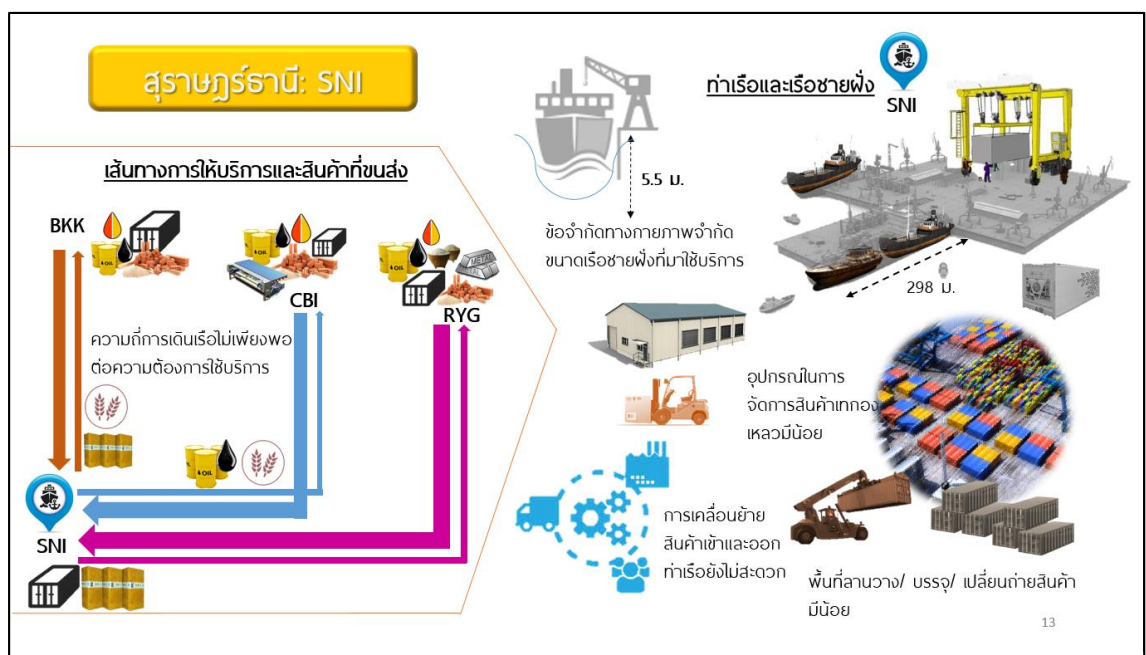 สุราษฎร์ธานี: SNI
เส้นทางการให้บริการและสินค้าที่ขนส่ง
BKK
CBI
RYG
OIL
OIL
OIL
METAL
ความถี่การเดินเรือไม่เพียงพอ
ต่อความต้องการใช้บริการ
OIL
SNI
ท่าเรือและเรือชายฝั่ง
SNI
5.5 ม.
ข้อจำกัดทางกายภาพจำกัด
ขนาดเรือชายฝั่งที่มาใช้บริการ
298 ม.
อุปกรณ์ในการ
จัดการสินค้าเทกอง
เหลวมีน้อย
การเคลื่อนย้าย
สินค้าเข้าและออก
ท่าเรือยังไม่สะดวก
พื้นที่ลานวาง/ บรรจุ/ เปลี่ยนถ่ายสินค้า
มีน้อย
13